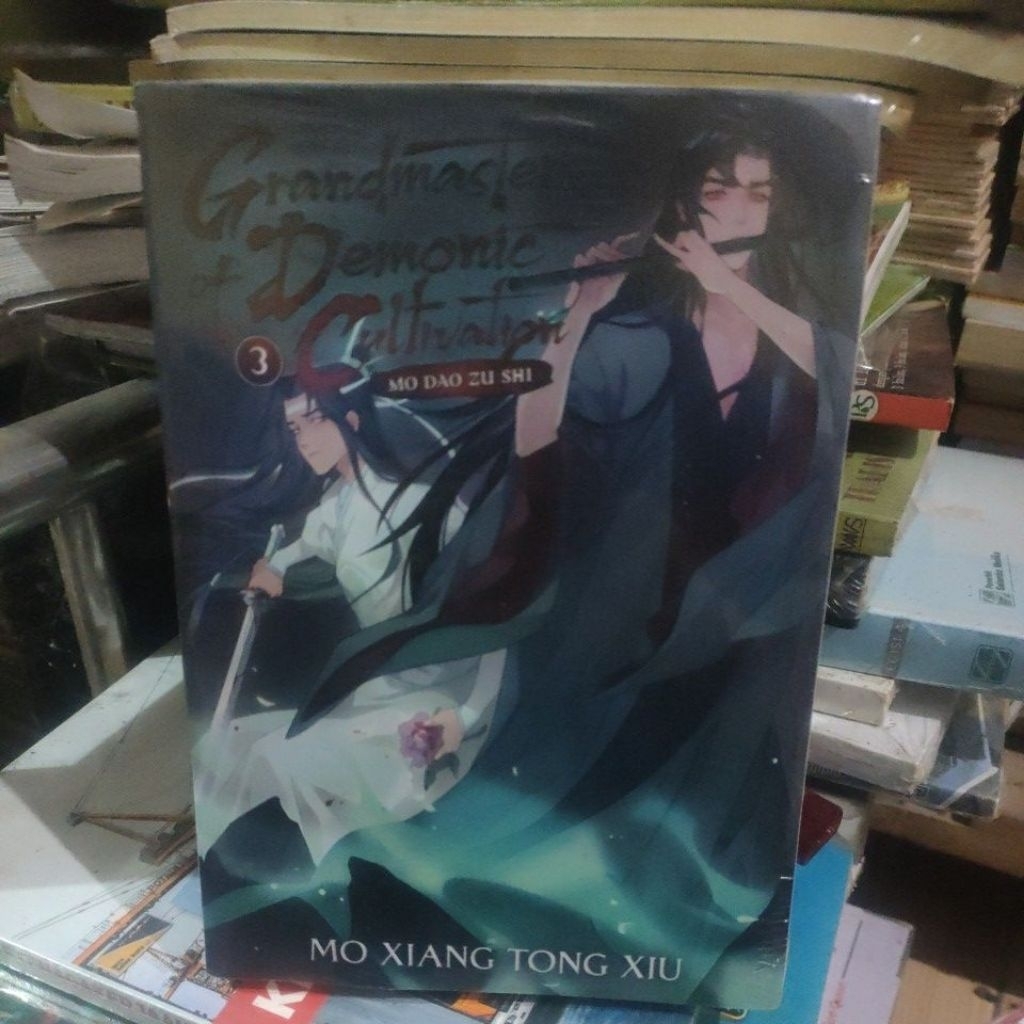 Grandmaster
of Demonic
Cultivation
3
MO DAO ZU SHI
MO XIANG TONG XIU